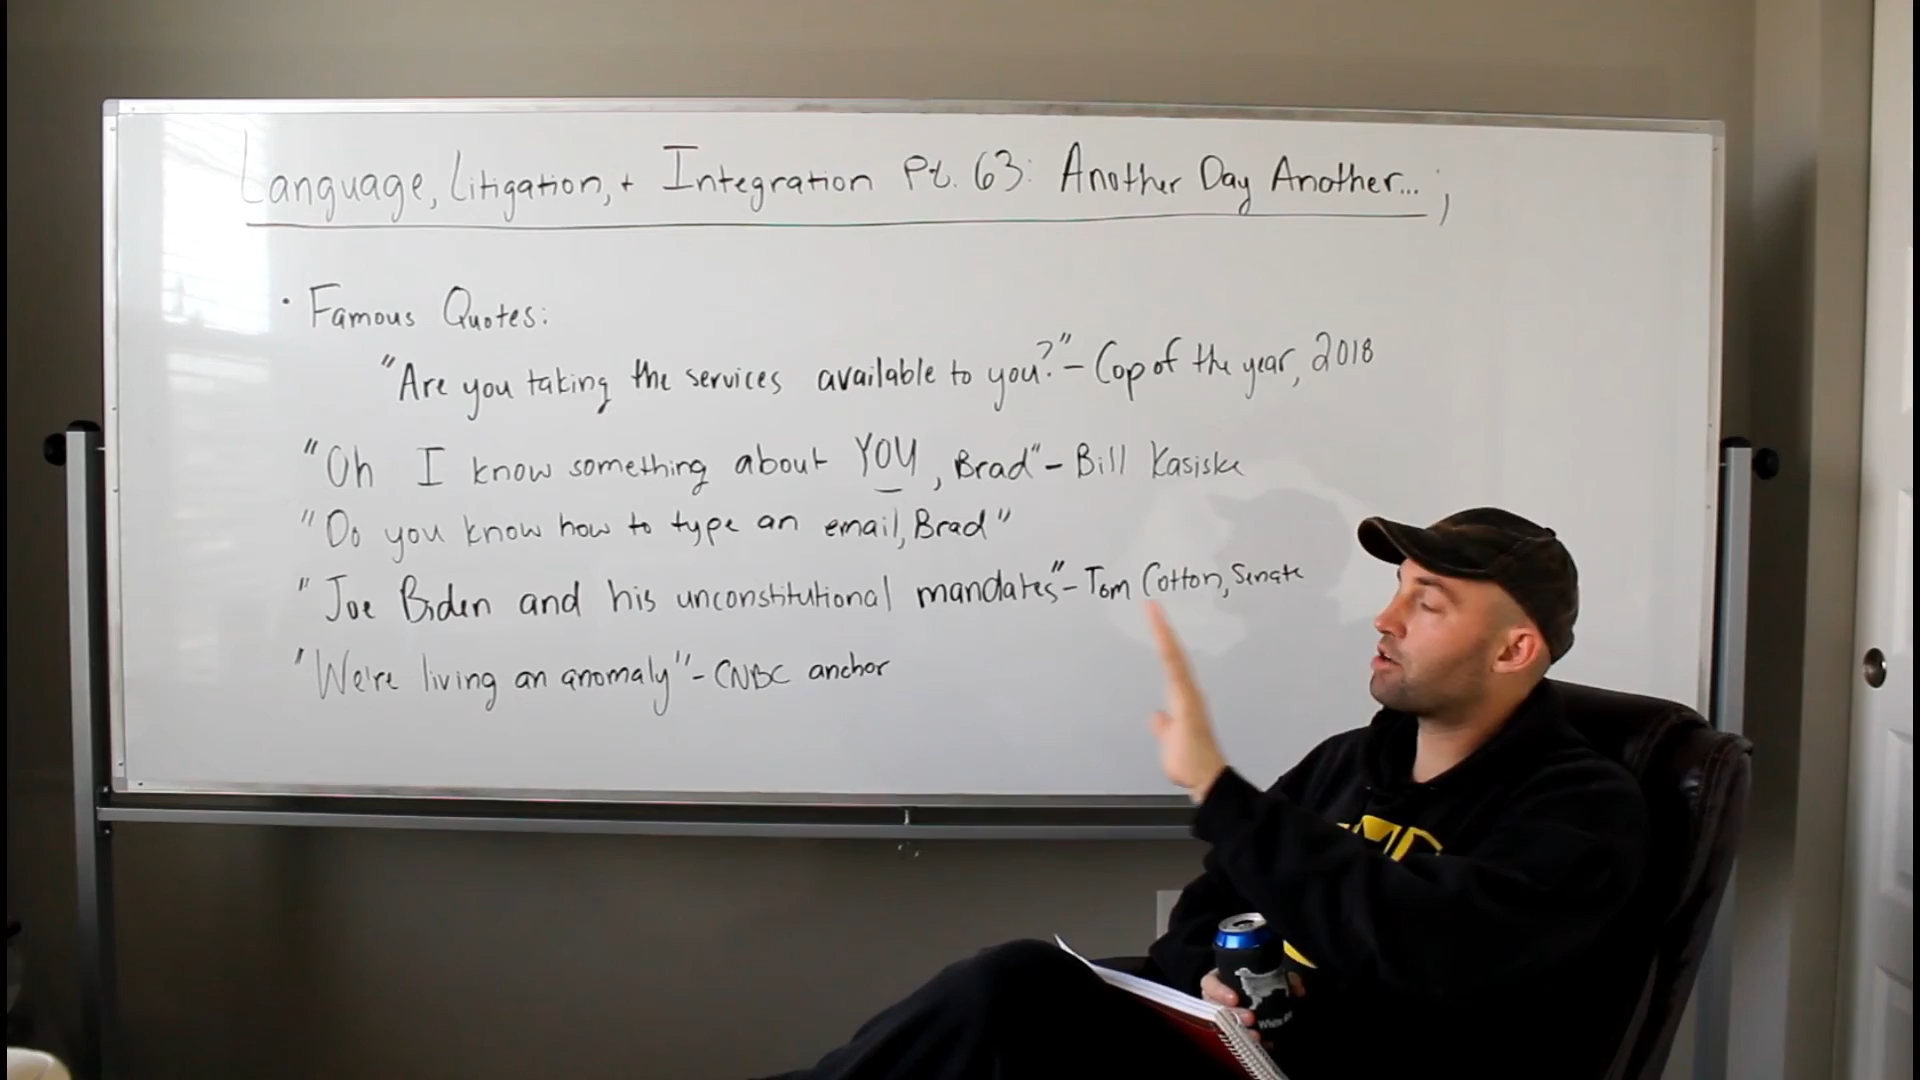 Language, Litigation, + Integration Pt. 63: Another Day Another... ;
· Famous Quotes:
"Are you taking the services available to you?" - Cop of the year, 2018
"Oh I know something about YOU, Brad" - Bill Kasiske
"Do you know how to type an email, Brad"
"Joe Biden and his unconstitutional mandates" - Tom Cotton, Senate
"We're living an anomaly" - CNBC anchor